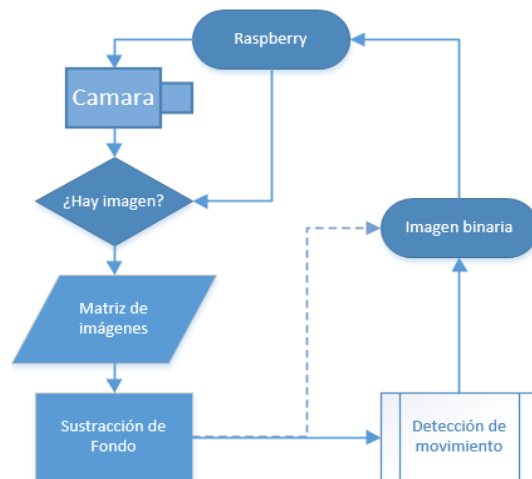 Raspberry
Camara
¿Hay imagen?
Imagen binaria
Matriz de
imágenes
Sustracción de
Fondo
Detección de
movimiento